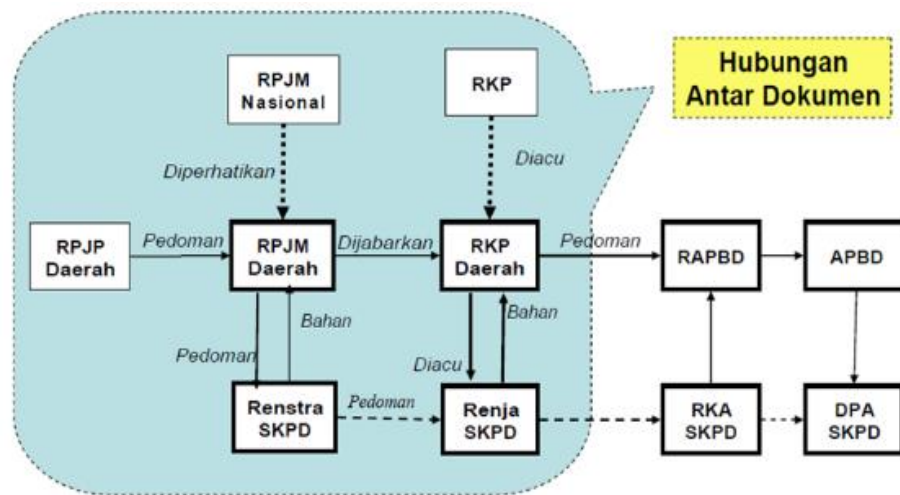 Hubungan
Antar Dokumen
RPJM
Nasional
RKP
Diperhatikan
Diacu
RPJP
Daerah
Pedoman
RPJM
Daerah
Dijabarkan
RKP
Daerah
Pedoman
RAPBD
APBD
Pedoman
Bahan
Diacu
Bahan
Renstra
SKPD
Pedoman
Renja
SKPD
RKA
SKPD
DPA
SKPD